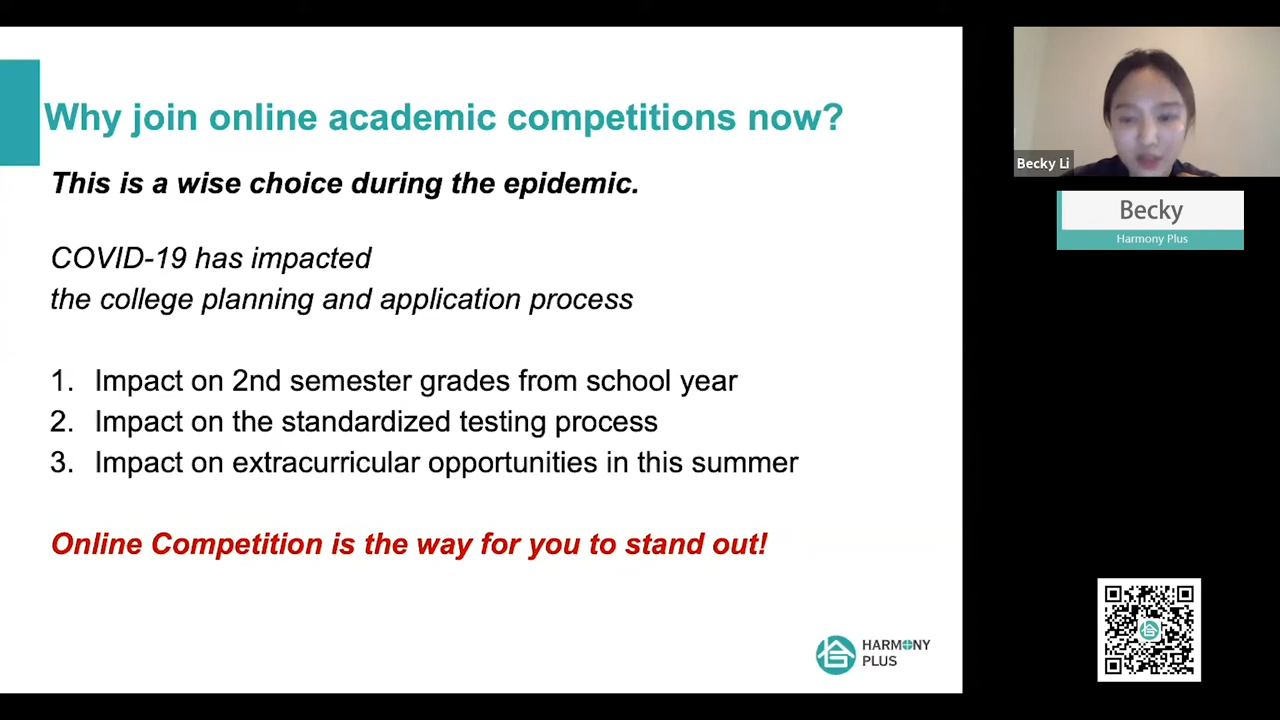 Why join online academic competitions now?
This is a wise choice during the epidemic.
COVID-19 has impacted
the college planning and application process
1. Impact on 2nd semester grades from school year
2. Impact on the standardized testing process
3. Impact on extracurricular opportunities in this summer
Online Competition is the way for you to stand out!
HARMONY
PLUS
Becky Li
Becky
Harmony Plus